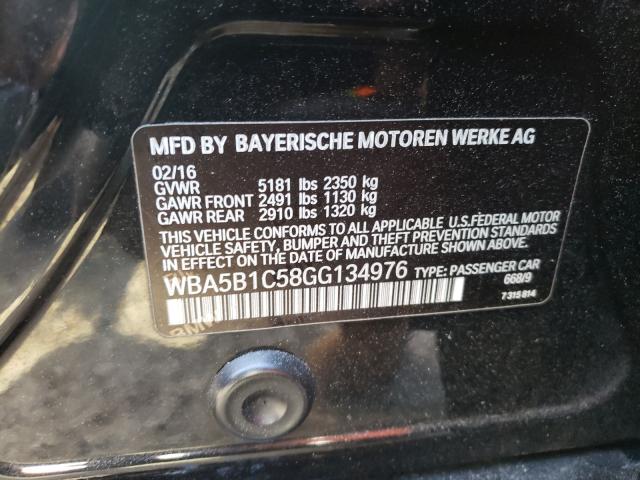 MFD BY BAYERISCHE MOTOREN WERKE AG
02/16
GVWR 5181 lbs 2350 kg
GAWR FRONT 2491 lbs 1130 kg
GAWR REAR 2910 lbs 1320 kg
THIS VEHICLE CONFORMS TO ALL APPLICABLE U.S.FEDERAL MOTOR
VEHICLE SAFETY, BUMPER AND THEFT PREVENTION STANDARDS
IN EFFECT ON THE DATE OF MANUFACTURE SHOWN ABOVE.
WBA5B1C58GG134976 TYPE: PASSENGER CAR
668/9
7315814
BMW